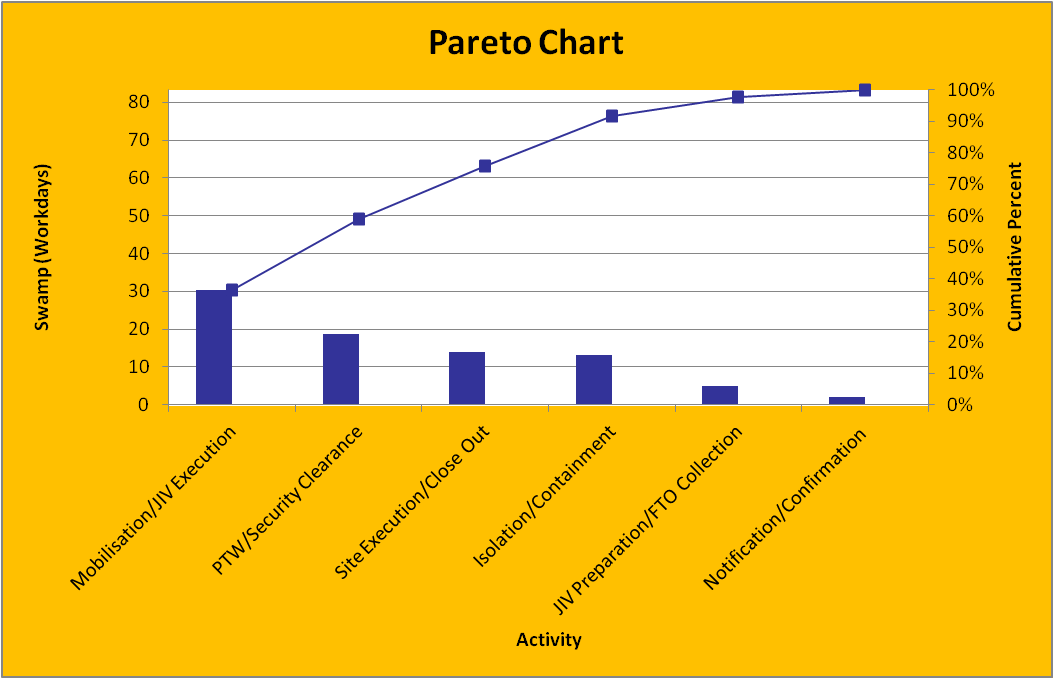 Pareto Chart
Swamp (Workdays)
80
70
60
50
40
30
20
10
0
100%
90%
80%
70%
60%
50%
40%
30%
20%
10%
0%
Cumulative Percent
Mobilisation/JIV Execution
PTW/Security Clearance
Site Execution/Close Out
Isolation/Containment
JIV Preparation/FTO Collection
Notification/Confirmation
Activity